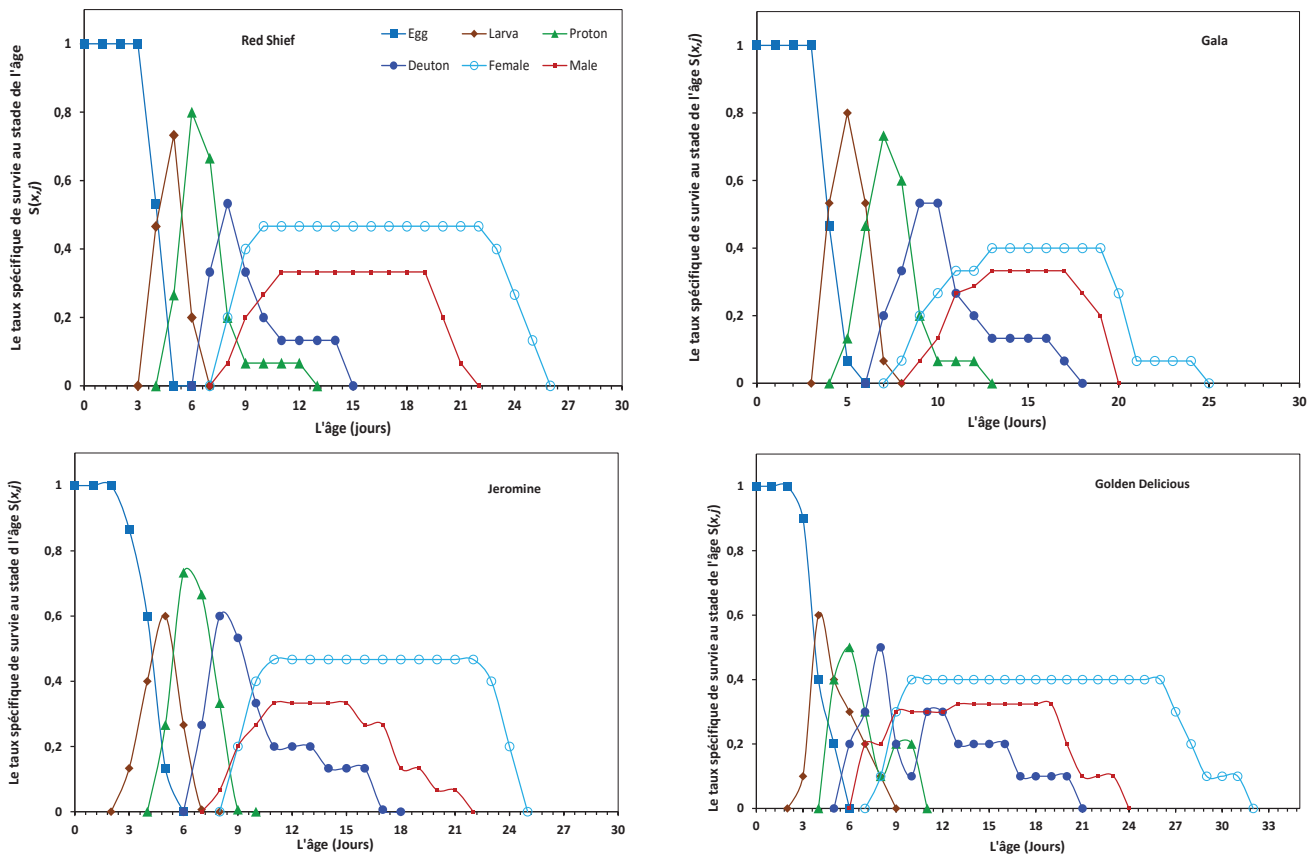 Red Shief
Egg Larva Proton
Deuton Female Male
Le taux spécifique de survie au stade de l'âge
S(x,j)
1
0,8
0,6
0,4
0,2
0
0 3 6 9 12 15 18 21 24 27 30
L'âge (jours)
Gala
Le taux spécifique de survie au stade de l'âge S(x,j)
1
0,8
0,6
0,4
0,2
0
0 5 10 15 20 25 30
L'âge (Jours)
Jeromine
Le taux spécifique de survie au stade d l'âge S(x,j)
1
0,8
0,6
0,4
0,2
0
0 3 6 9 12 15 18 21 24 27 30
L'âge (Jours)
Golden Delicious
Le taux spécifique de survie au stade de l'âge S(x,j)
1
0,8
0,6
0,4
0,2
0
0 3 6 9 12 15 18 21 24 27 30 33
L'âge (Jours)